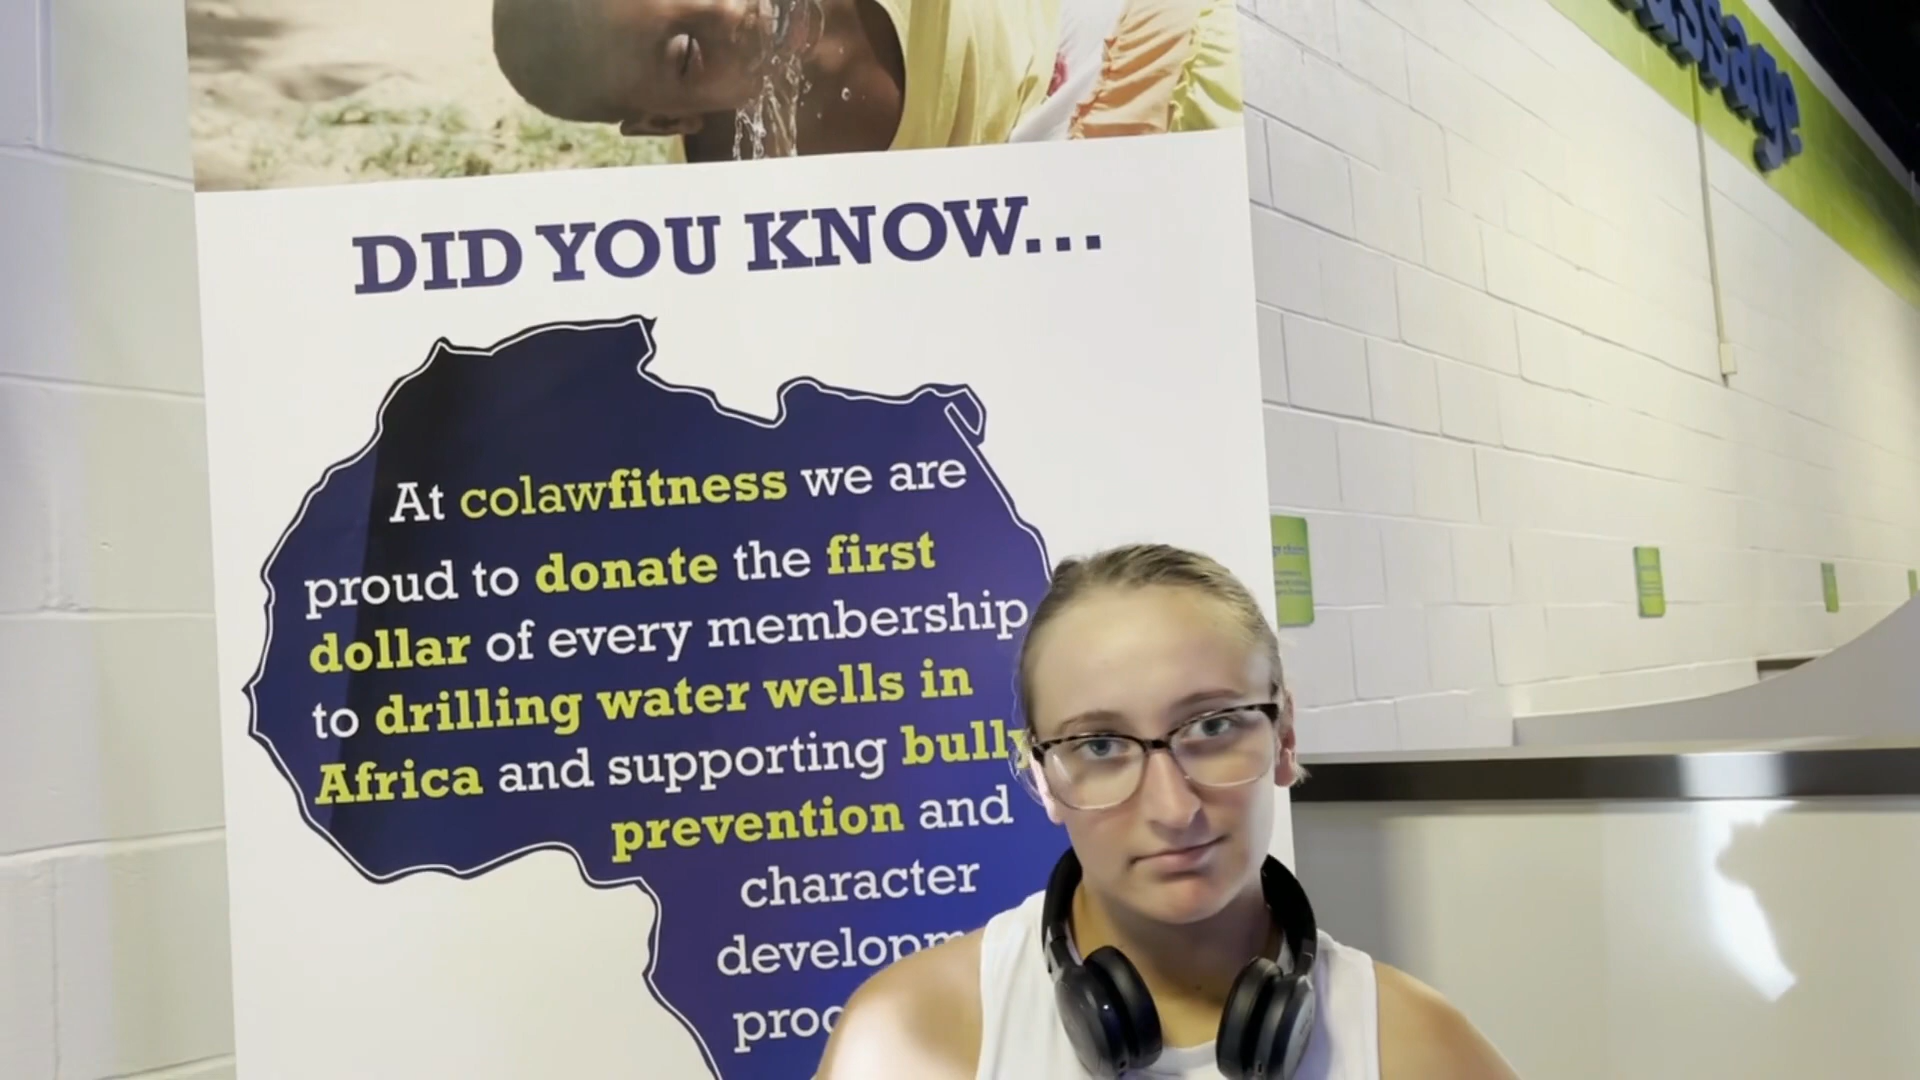 massage
DID YOU KNOW...
At colawfitness we are
proud to donate the first
dollar of every membership
to drilling water wells in
Africa and supporting bully
prevention and
character